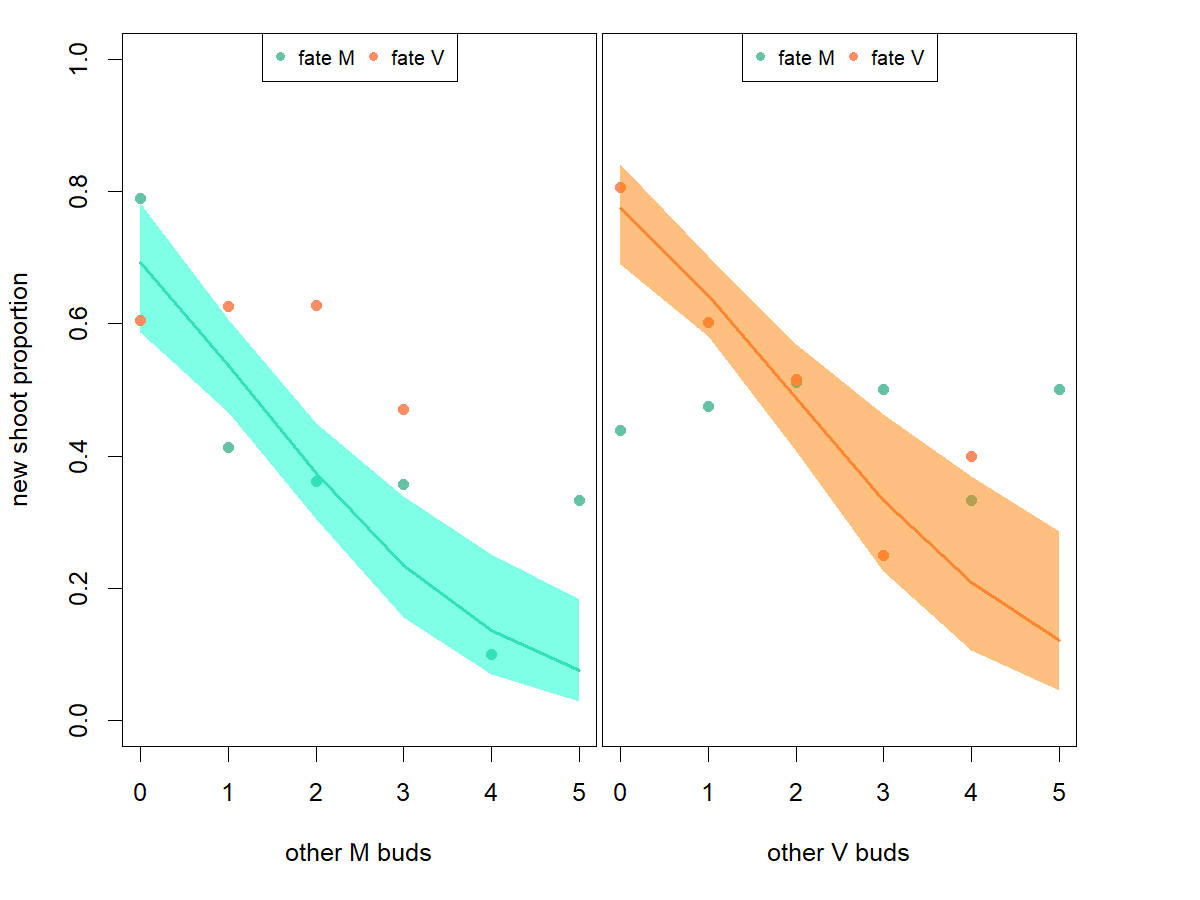 fate M fate V
fate M fate V
new shoot proportion
1.0
0.8
0.6
0.4
0.2
0.0
0 1 2 3 4 5
0 1 2 3 4 5
other M buds
other V buds